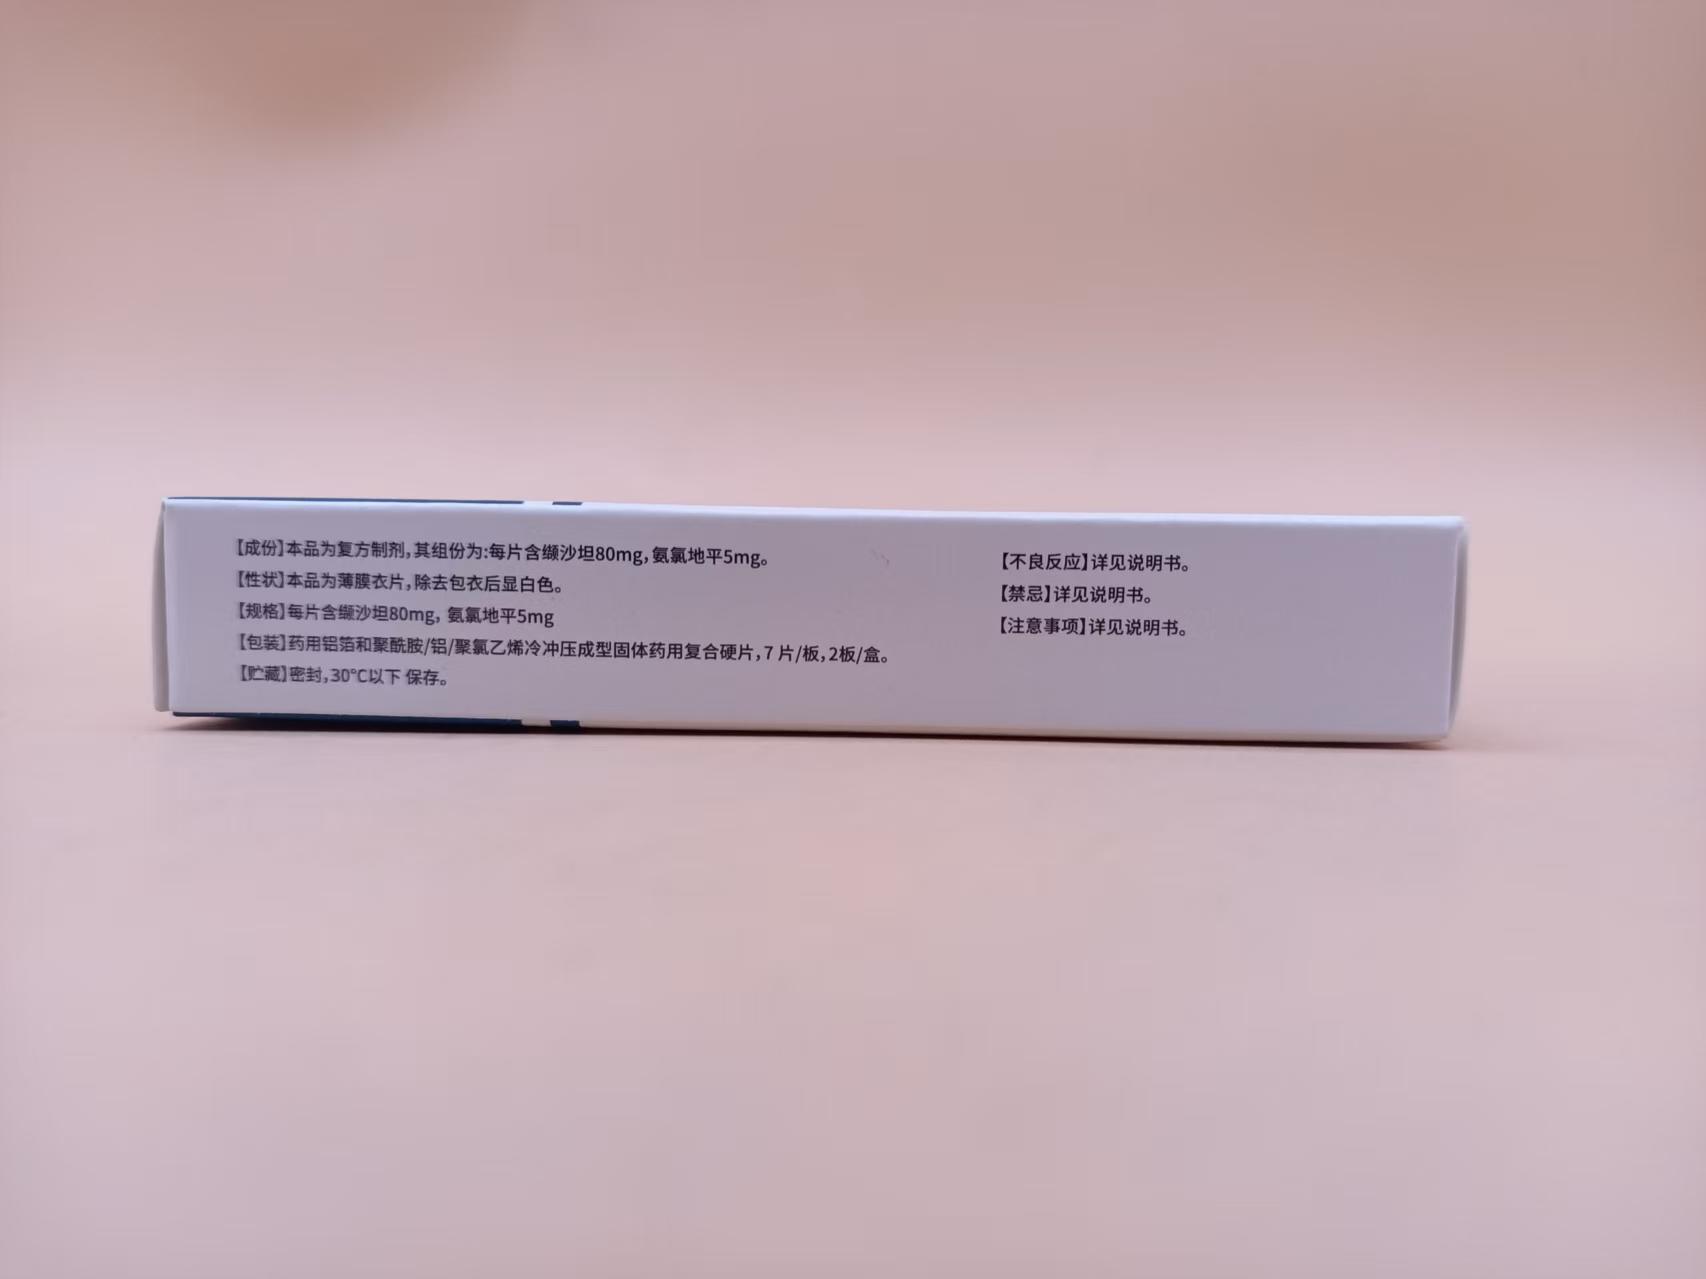 【成份】本品为复方制剂,其组份为:每片含缬沙坦80mg,氨氯地平5mg。
【性状】本品为薄膜衣片,除去包衣后显白色。
【规格】每片含缬沙坦80mg, 氨氯地平5mg
【包装】药用铝箔和聚酰胺/铝/聚氯乙烯冷冲压成型固体药用复合硬片,7 片/板,2板/盒。
【贮藏】密封,30℃以下 保存。
【不良反应】详见说明书。
【禁忌】详见说明书。
【注意事项】详见说明书。